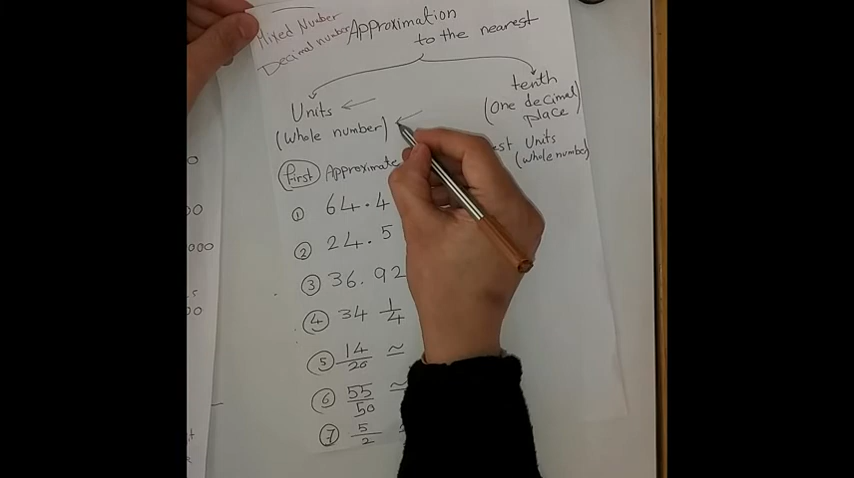 Mixed Number
Decimal number
Approximation
to the nearest
Units
(Whole number)
tenth
(One decimal
place)
First Approximate
Units
(whole number)
① 64.4
② 24.5
③ 36.92
④ 34 1/4
⑤ 14/20 ≃
⑥ 55/50 ≃
⑦ 5/2